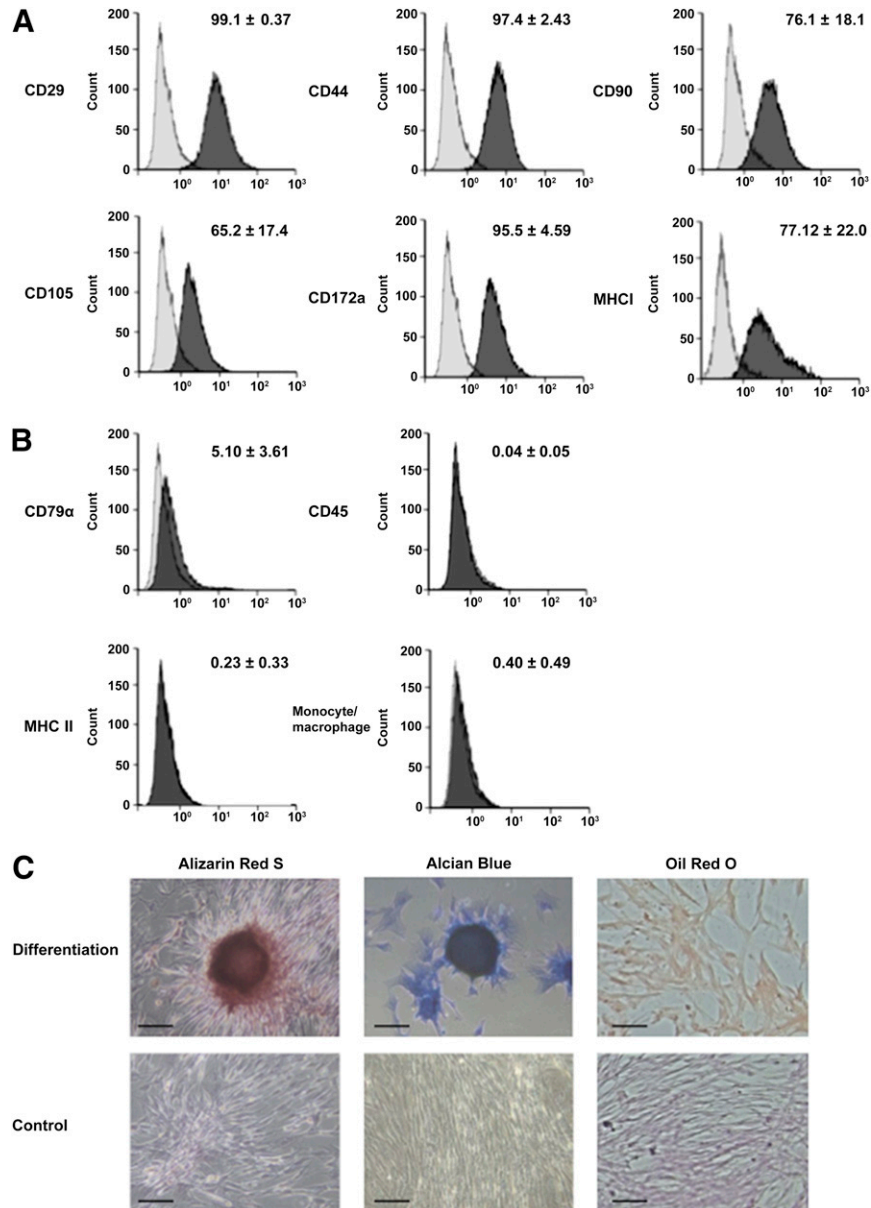 A
CD29
Count
200
150
100
50
0
99.1 ± 0.37
10⁰ 10¹ 10² 10³
CD44
Count
200
150
100
50
0
97.4 ± 2.43
10⁰ 10¹ 10² 10³
CD90
Count
200
150
100
50
0
76.1 ± 18.1
10⁰ 10¹ 10² 10³
CD105
Count
200
150
100
50
0
65.2 ± 17.4
10⁰ 10¹ 10² 10³
CD172a
Count
200
150
100
50
0
95.5 ± 4.59
10⁰ 10¹ 10² 10³
MHCI
Count
200
150
100
50
0
77.12 ± 22.0
10⁰ 10¹ 10² 10³
B
CD79α
Count
200
150
100
50
0
5.10 ± 3.61
10⁰ 10¹ 10² 10³
CD45
Count
200
150
100
50
0
0.04 ± 0.05
10⁰ 10¹ 10² 10³
MHC II
Count
200
150
100
50
0
0.23 ± 0.33
10⁰ 10¹ 10² 10³
Monocyte/
macrophage
Count
200
150
100
50
0
0.40 ± 0.49
10⁰ 10¹ 10² 10³
C
Alizarin Red S
Alcian Blue
Oil Red O
Differentiation
Control